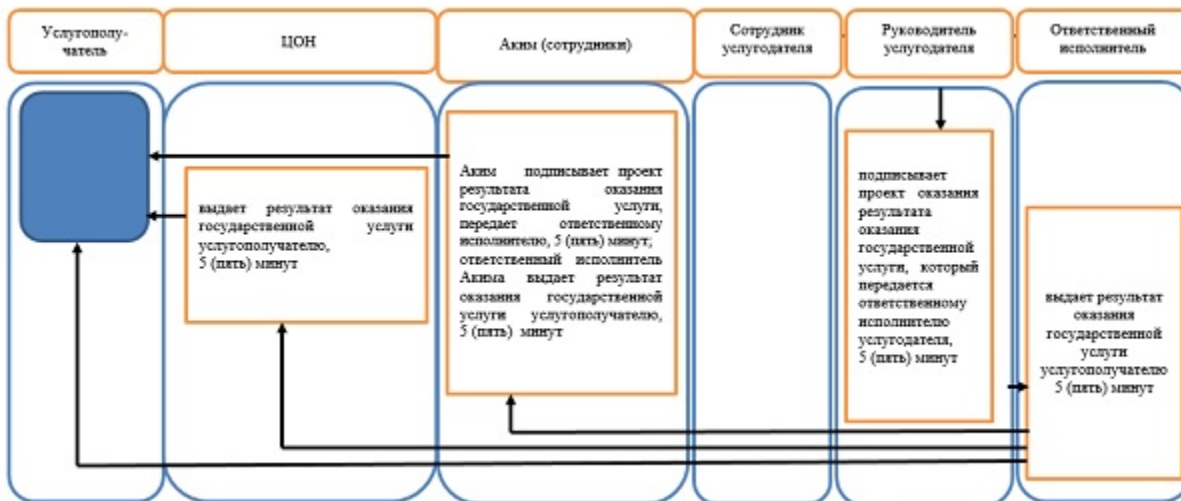 Услугополу-
чатель
ЦОН
Аким (сотрудники)
Сотрудник
услугодателя
Руководитель
услугодателя
Ответственный
исполнитель
выдает результат оказания
государственной услуги
услугополучателю,
5 (пять) минут
Аким подписывает проект
результата оказания
государственной услуги,
передает ответственному
исполнителю, 5 (пять) минут;
ответственный исполнитель
Акима выдает результат
оказания государственной
услуги услугополучателю,
5 (пять) минут
подписывает
проект оказания
результата
оказания
государственной
услуги, который
передается
ответственному
исполнителю
услугодателя,
5 (пять) минут
выдает результат
оказания
государственной
услуги
услугополучателю
5 (пять) минут